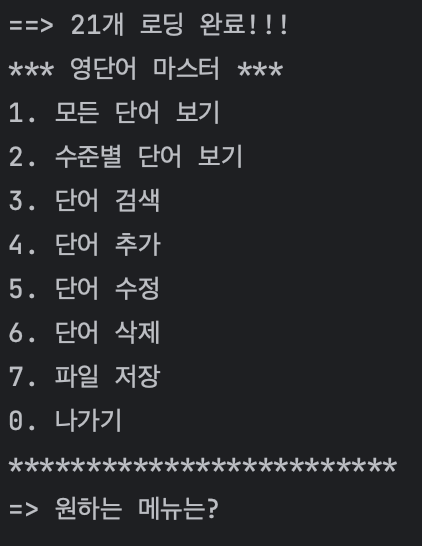 ==> 21개 로딩 완료!!!
*** 영단어 마스터 ***
1. 모든 단어 보기
2. 수준별 단어 보기
3. 단어 검색
4. 단어 추가
5. 단어 수정
6. 단어 삭제
7. 파일 저장
0. 나가기
*************************
=> 원하는 메뉴는?